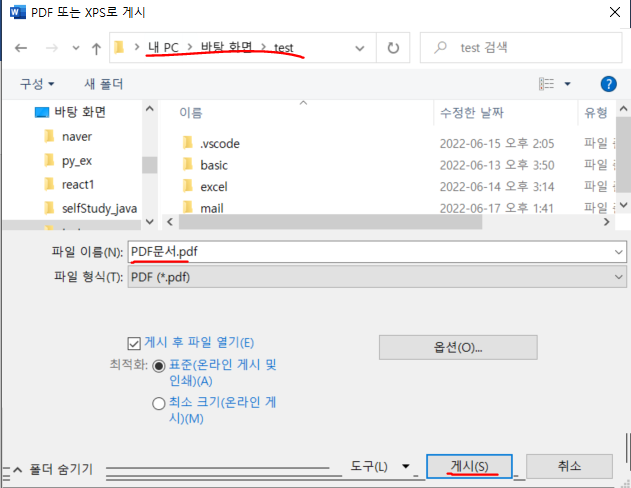 PDF 또는 XPS로 게시
내 PC > 바탕 화면 > test
test 검색
구성
새 폴더
바탕 화면
naver
py_ex
react1
selfStudy_java
이름 수정한 날짜 유형
.vscode 2022-06-15 오후 2:05 파일
basic 2022-06-13 오후 3:50 파일
excel 2022-06-14 오후 3:14 파일
mail 2022-06-17 오후 1:41 파일
파일 이름(N): PDF문서.pdf
파일 형식(T): PDF (*.pdf)
게시 후 파일 열기(E)
옵션(O)...
최적화: 표준(온라인 게시 및
인쇄)(A)
최소 크기(온라인 게
시)(M)
폴더 숨기기
도구(L)
게시(S)
취소